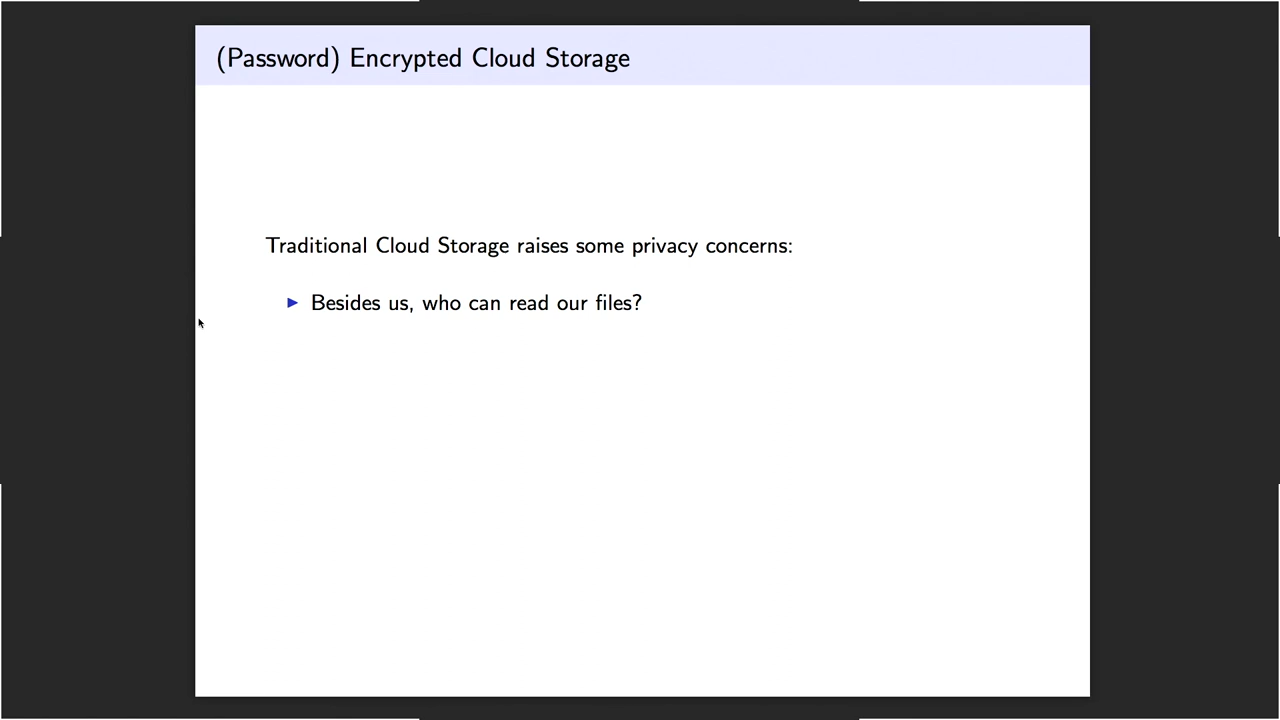 (Password) Encrypted Cloud Storage
Traditional Cloud Storage raises some privacy concerns:
▶ Besides us, who can read our files?